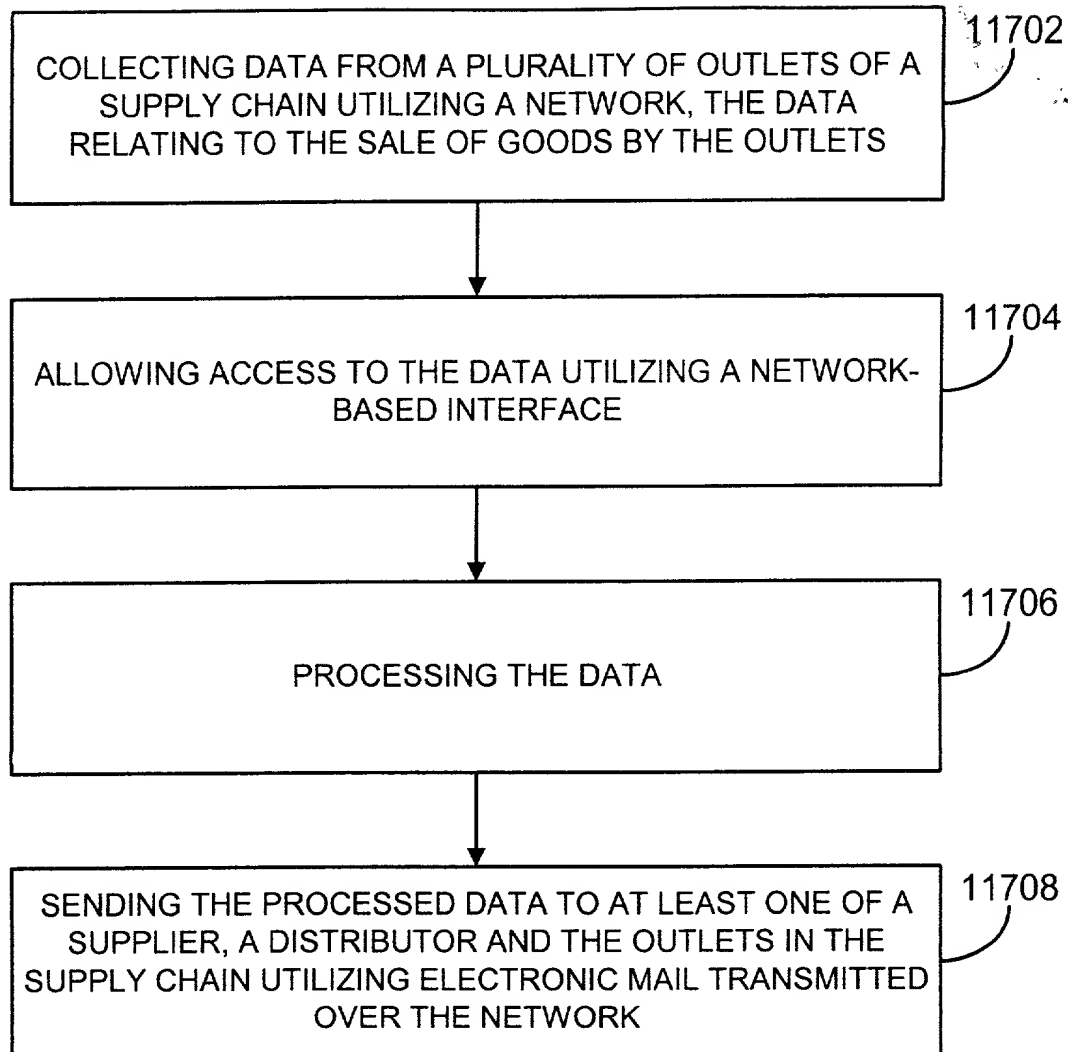 11702
COLLECTING DATA FROM A PLURALITY OF OUTLETS OF A
SUPPLY CHAIN UTILIZING A NETWORK, THE DATA
RELATING TO THE SALE OF GOODS BY THE OUTLETS
11704
ALLOWING ACCESS TO THE DATA UTILIZING A NETWORK-
BASED INTERFACE
11706
PROCESSING THE DATA
11708
SENDING THE PROCESSED DATA TO AT LEAST ONE OF A
SUPPLIER, A DISTRIBUTOR AND THE OUTLETS IN THE
SUPPLY CHAIN UTILIZING ELECTRONIC MAIL TRANSMITTED
OVER THE NETWORK